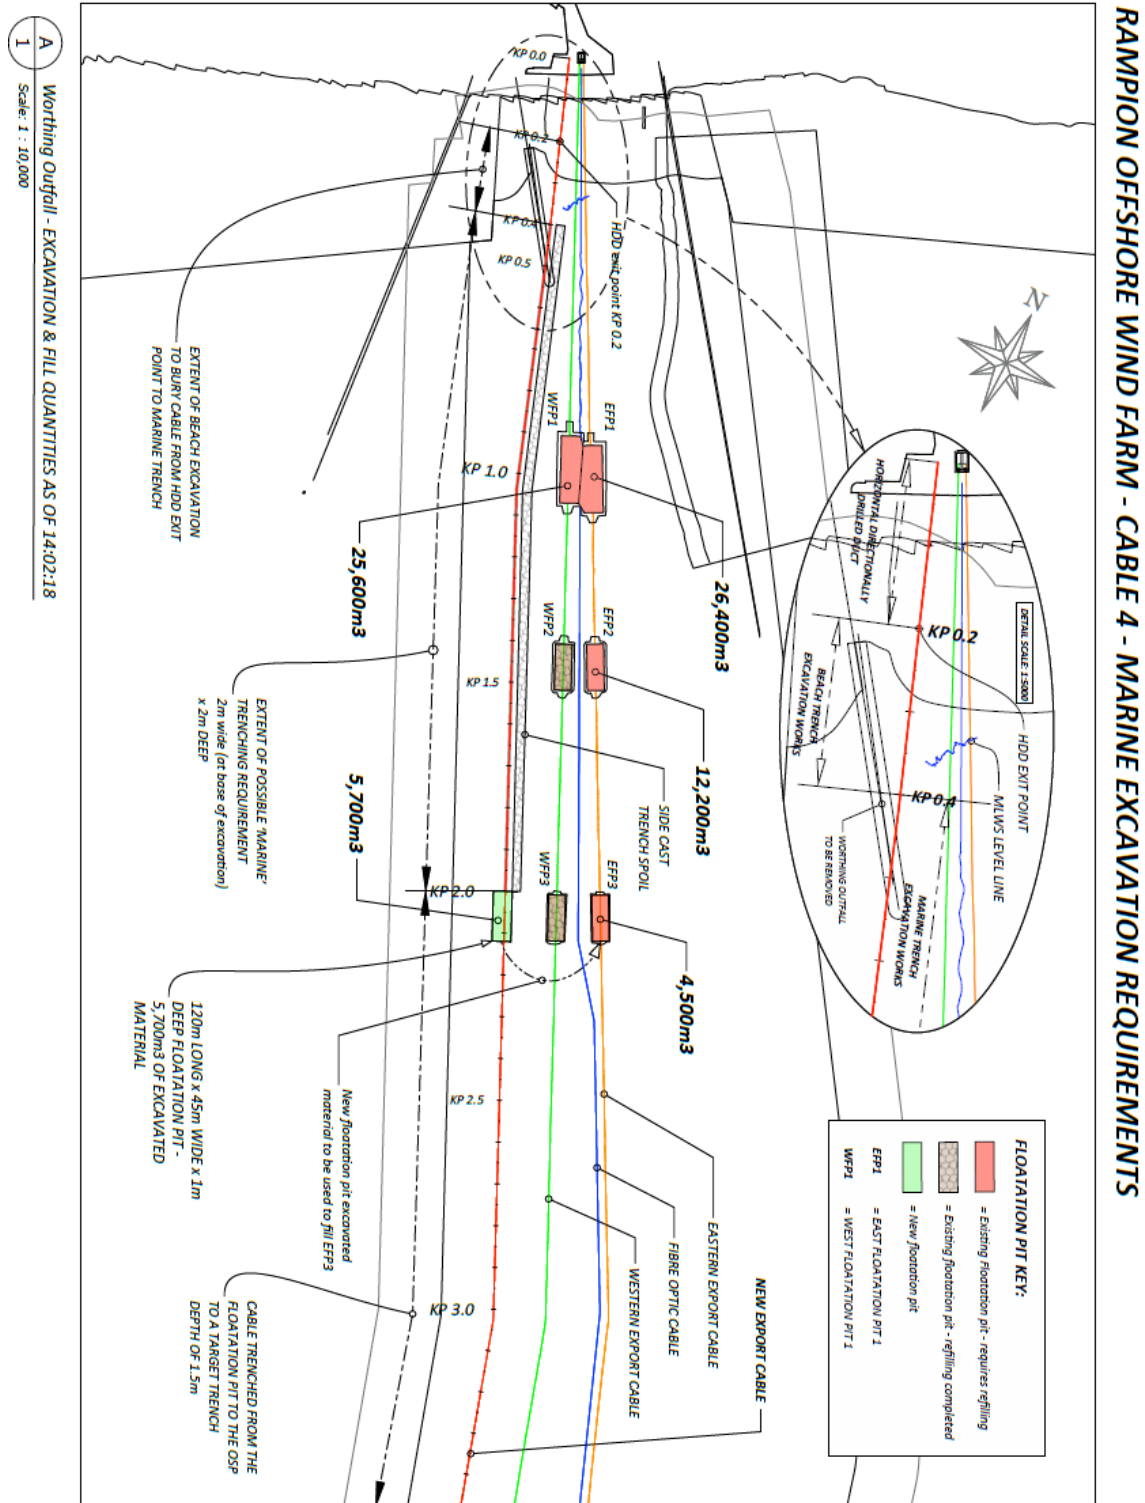 RAMPION OFFSHORE WIND FARM - CABLE 4 - MARINE EXCAVATION REQUIREMENTS
FLOATATION PIT KEY:
= Existing Floatation pit - requires refilling
= Existing floatation pit - refilling completed
= New floatation pit
EFP1 = EAST FLOATATION PIT 1
WFP1 = WEST FLOATATION PIT 1
N
DETAIL SCALE: 1:5000
HDD EXIT POINT
MLWS LEVEL LINE
KP 0.2
KP 0.4
HORIZONTAL DIRECTIONALLY
DRILLED DUCT
BEACH TRENCH
EXCAVATION WORKS
WORTHING OUTFALL
TO BE REMOVED
MARINE TRENCH
EXCAVATION WORKS
NEW EXPORT CABLE
EASTERN EXPORT CABLE
FIBRE OPTIC CABLE
WESTERN EXPORT CABLE
26,400m3
12,200m3
4,500m3
SIDE CAST
TRENCH SPOIL
HDD exit point KP 0.2
EFP1
EFP2
EFP3
WFP1
WFP2
WFP3
KP 0.0
KP 0.2
KP 0.4
KP 0.5
KP 1.0
KP 1.5
KP 2.0
KP 2.5
KP 3.0
25,600m3
5,700m3
New floatation pit excavated
material to be used to fill EFP3
EXTENT OF BEACH EXCAVATION
TO BURY CABLE FROM HDD EXIT
POINT TO MARINE TRENCH
EXTENT OF POSSIBLE 'MARINE'
TRENCHING REQUIREMENT
2m wide (at base of excavation)
x 2m DEEP
120m LONG x 45m WIDE x 1m
DEEP FLOATATION PIT -
5,700m3 OF EXCAVATED
MATERIAL
CABLE TRENCHED FROM THE
FLOATATION PIT TO THE OSP
TO A TARGET TRENCH
DEPTH OF 1.5m
A
1
Worthing Outfall - EXCAVATION & FILL QUANTITIES AS OF 14:02:18
Scale: 1 : 10,000